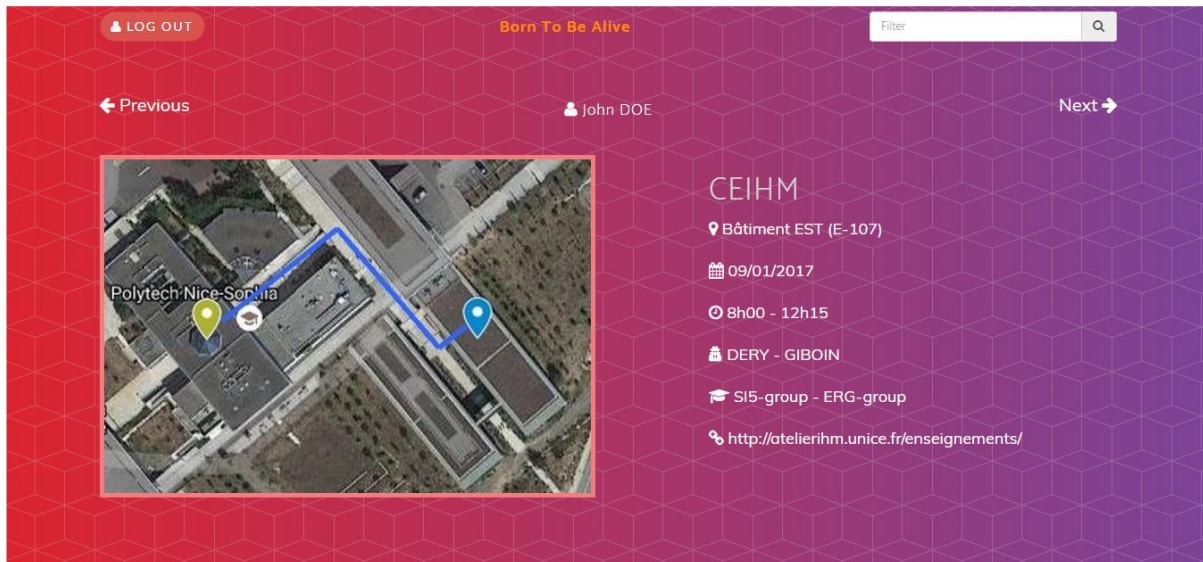 LOG OUT
Born To Be Alive
Filter
Previous
John DOE
Next
Polytech Nice-Sophia
CEIHM
Bâtiment EST (E-107)
09/01/2017
8h00 - 12h15
DERY - GIBOIN
SI5-group - ERG-group
http://atelierihm.unice.fr/enseignements/